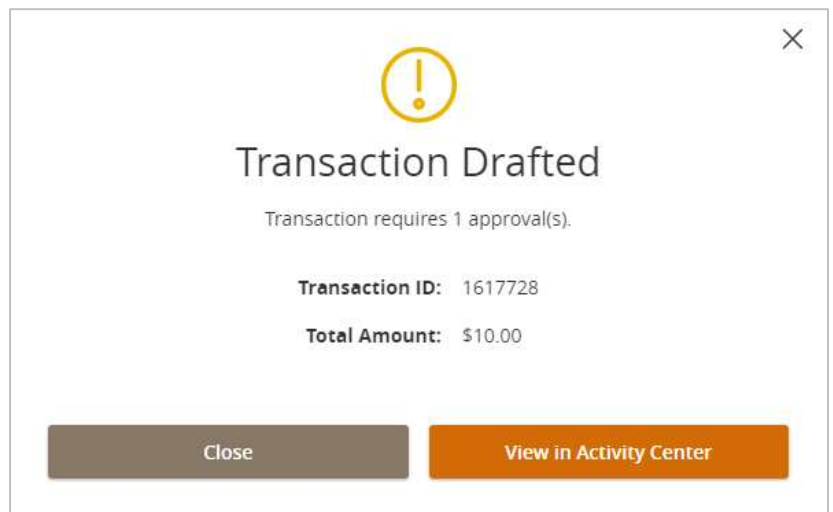 Transaction Drafted
Transaction requires 1 approval(s).
Transaction ID: 1617728
Total Amount: $10.00
Close View in Activity Center